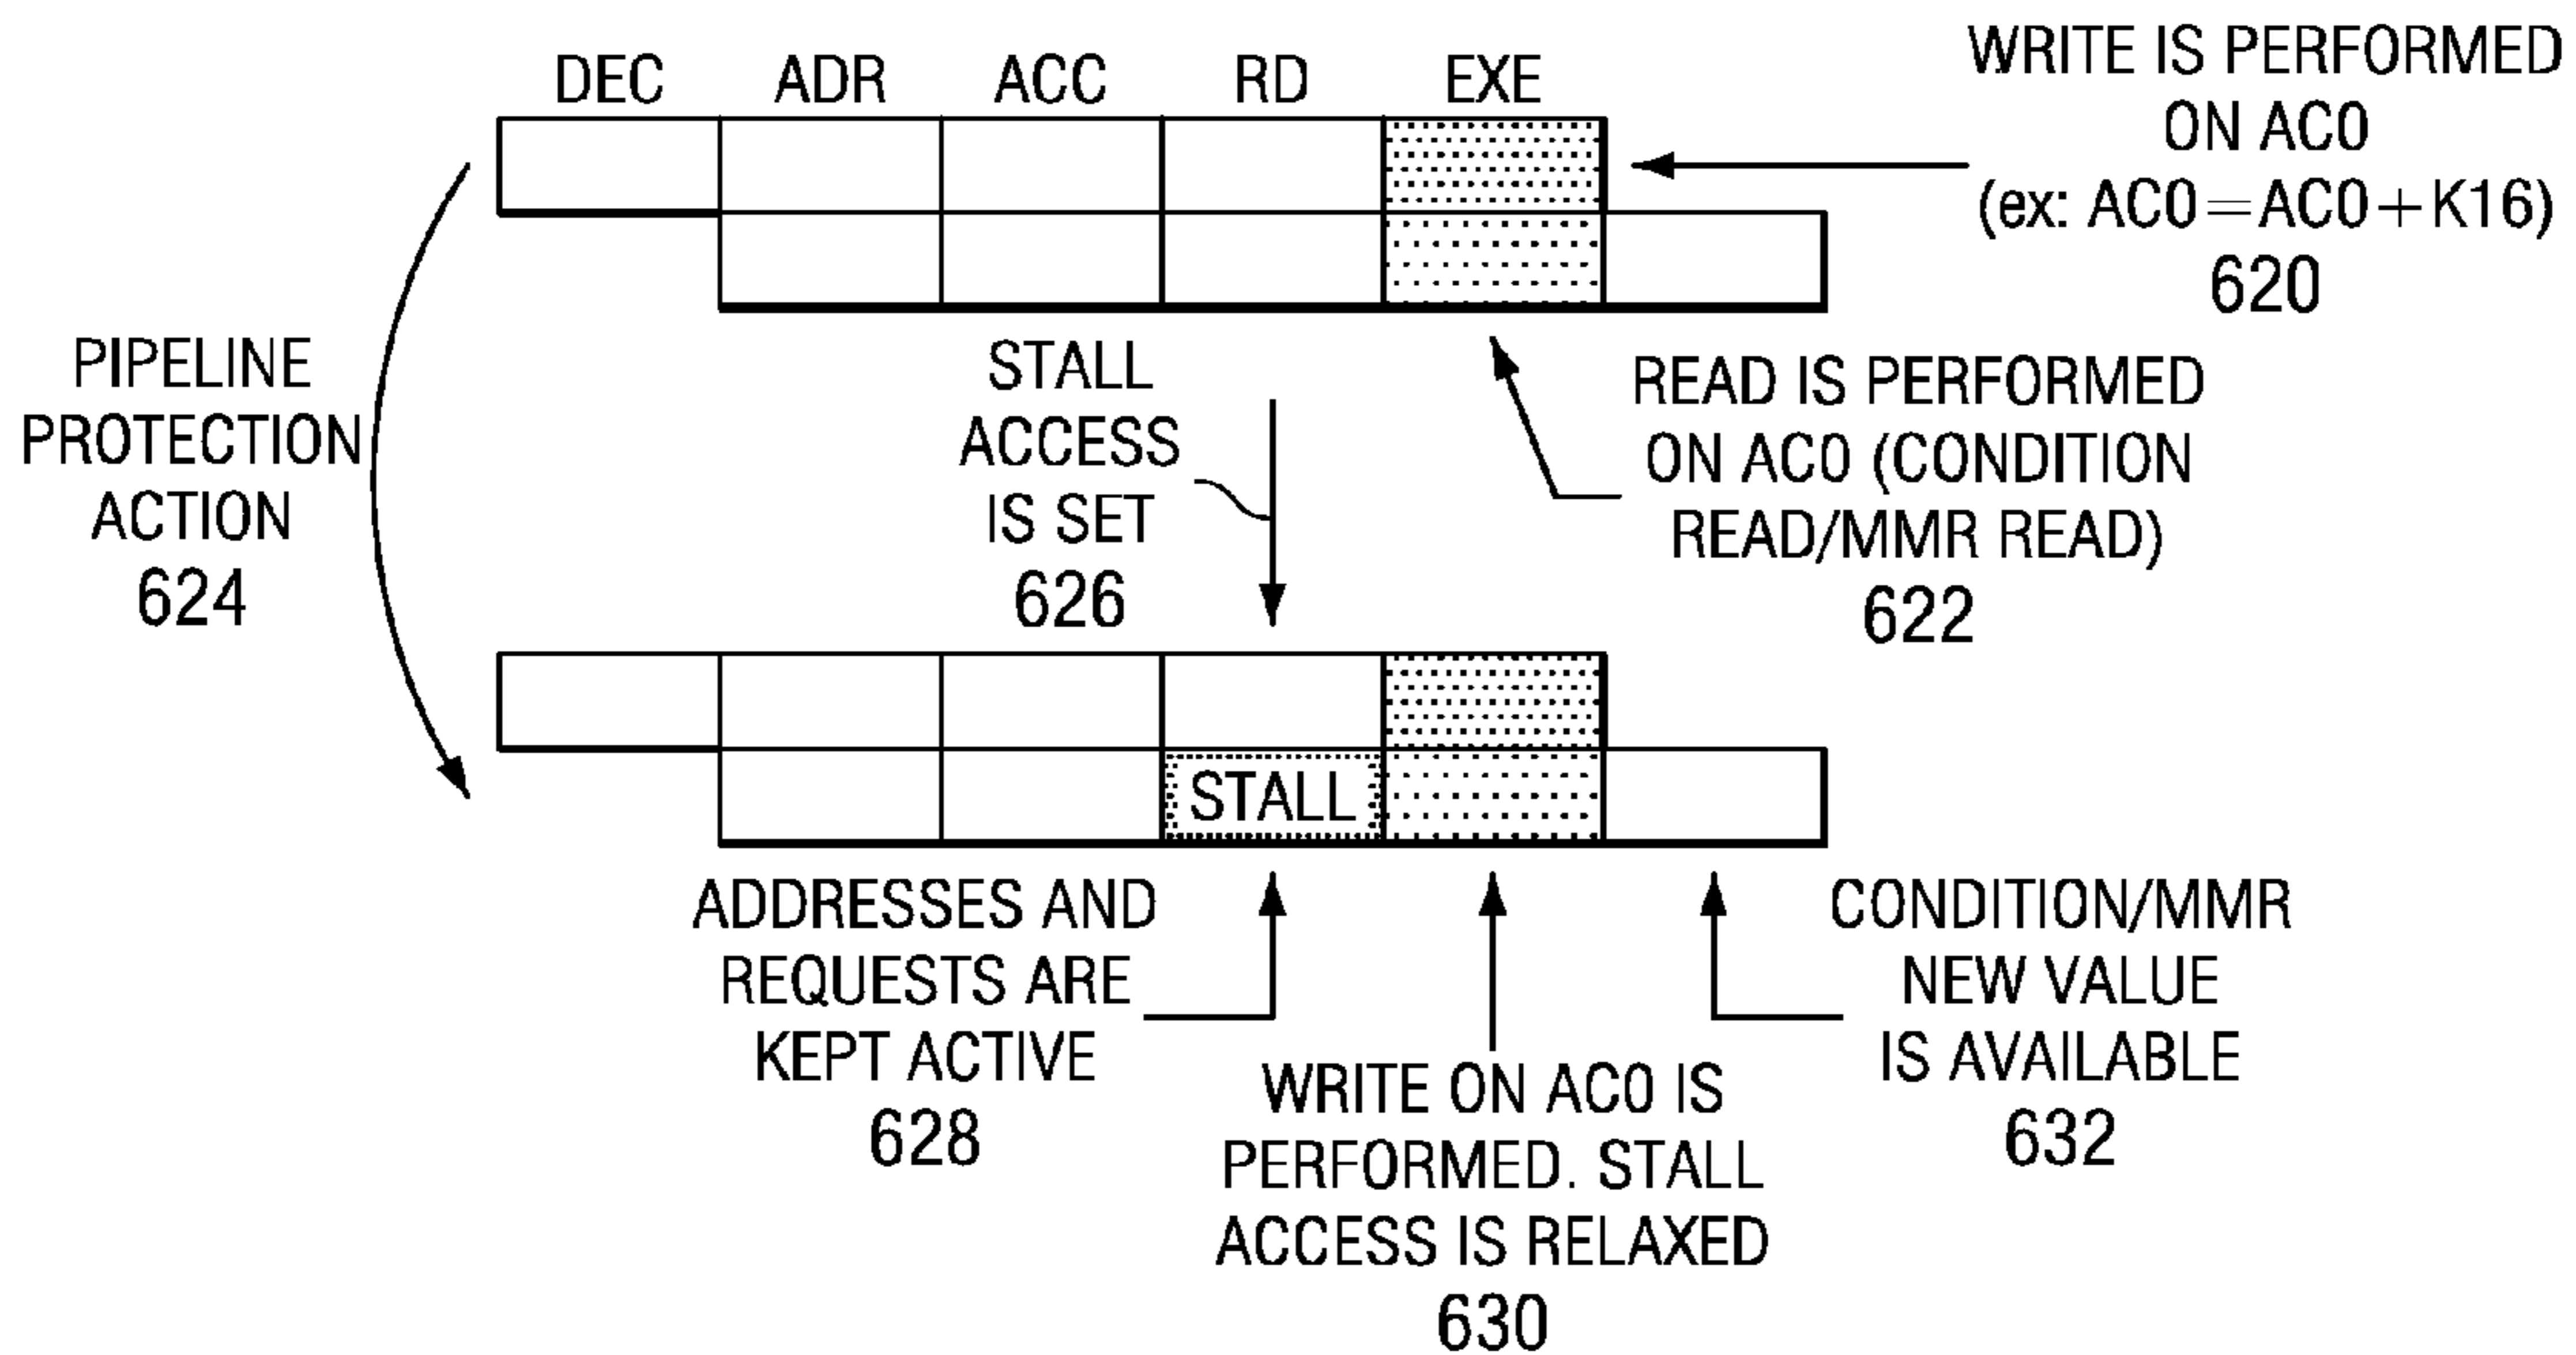 DEC ADR ACC RD EXE
WRITE IS PERFORMED
ON AC0
(ex: AC0=AC0+K16)
620
PIPELINE
PROTECTION
ACTION
624
STALL
ACCESS
IS SET
626
READ IS PERFORMED
ON AC0 (CONDITION
READ/MMR READ)
622
STALL
ADDRESSES AND
REQUESTS ARE
KEPT ACTIVE
628
WRITE ON AC0 IS
PERFORMED. STALL
ACCESS IS RELAXED
630
CONDITION/MMR
NEW VALUE
IS AVAILABLE
632